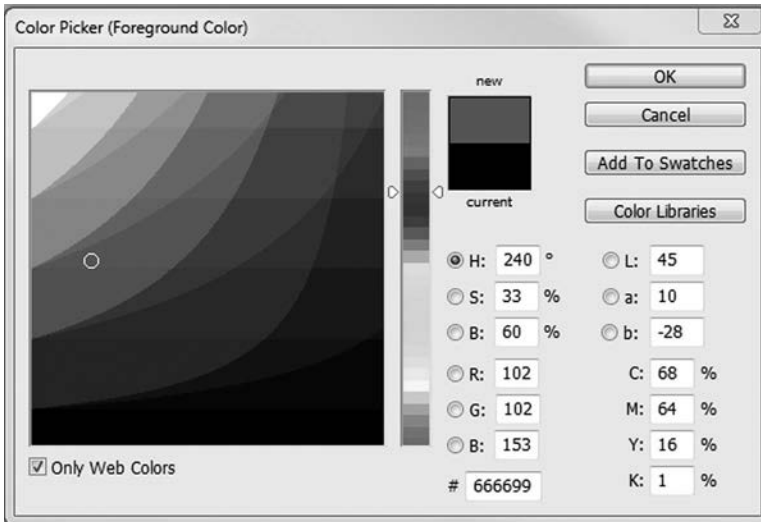 Color Picker (Foreground Color)
new
current
OK
Cancel
Add To Swatches
Color Libraries
H: 240 °
S: 33 %
B: 60 %
R: 102
G: 102
B: 153
# 666699
L: 45
a: 10
b: -28
C: 68 %
M: 64 %
Y: 16 %
K: 1 %
Only Web Colors